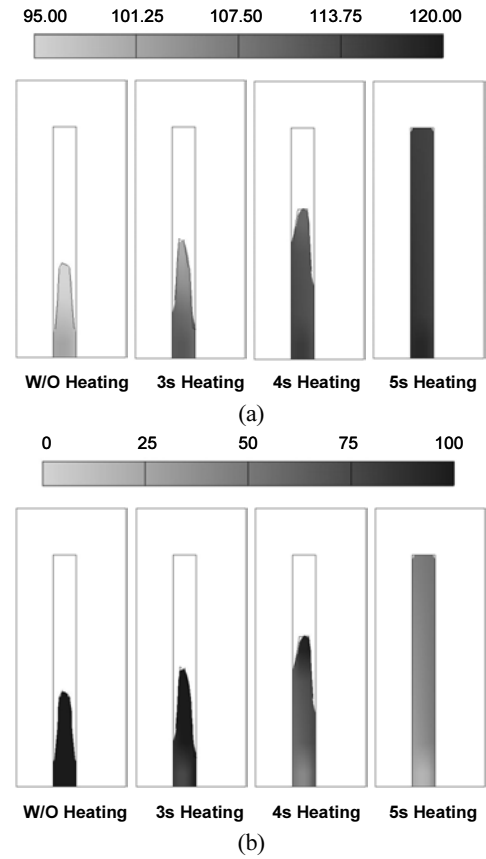 95.00 101.25 107.50 113.75 120.00
W/O Heating 3s Heating 4s Heating 5s Heating
(a)
0 25 50 75 100
W/O Heating 3s Heating 4s Heating 5s Heating
(b)